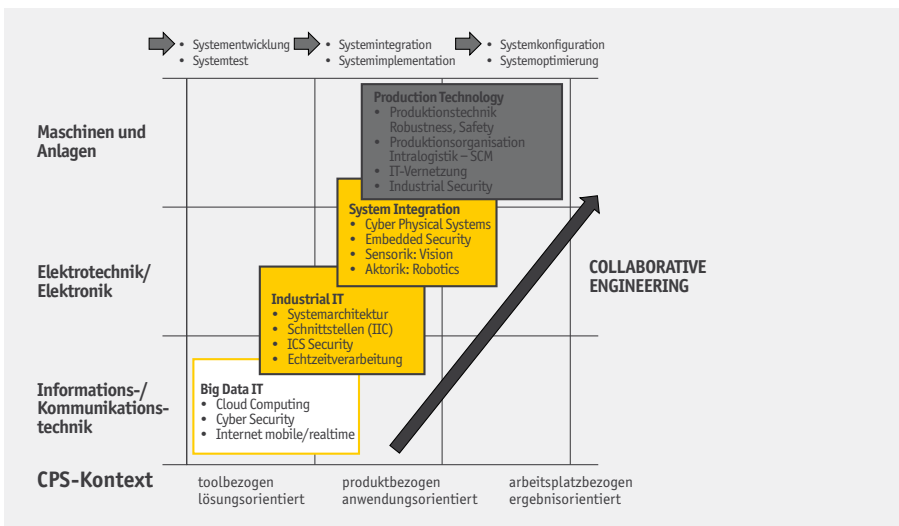 • Systementwicklung
• Systemtest
• Systemintegration
• Systemimplementation
• Systemkonfiguration
• Systemoptimierung
Maschinen und
Anlagen
Production Technology
• Produktionstechnik
Robustness, Safety
• Produktionsorganisation
Intralogistik – SCM
• IT-Vernetzung
• Industrial Security
System Integration
• Cyber Physical Systems
• Embedded Security
• Sensorik: Vision
• Aktorik: Robotics
Elektrotechnik/
Elektronik
COLLABORATIVE
ENGINEERING
Industrial IT
• Systemarchitektur
• Schnittstellen (IIC)
• ICS Security
• Echtzeitverarbeitung
Informations-/
Kommunikations-
technik
Big Data IT
• Cloud Computing
• Cyber Security
• Internet mobile/realtime
CPS-Kontext
toolbezogen
lösungsorientiert
produktbezogen
anwendungsorientiert
arbeitsplatzbezogen
ergebnisorientiert